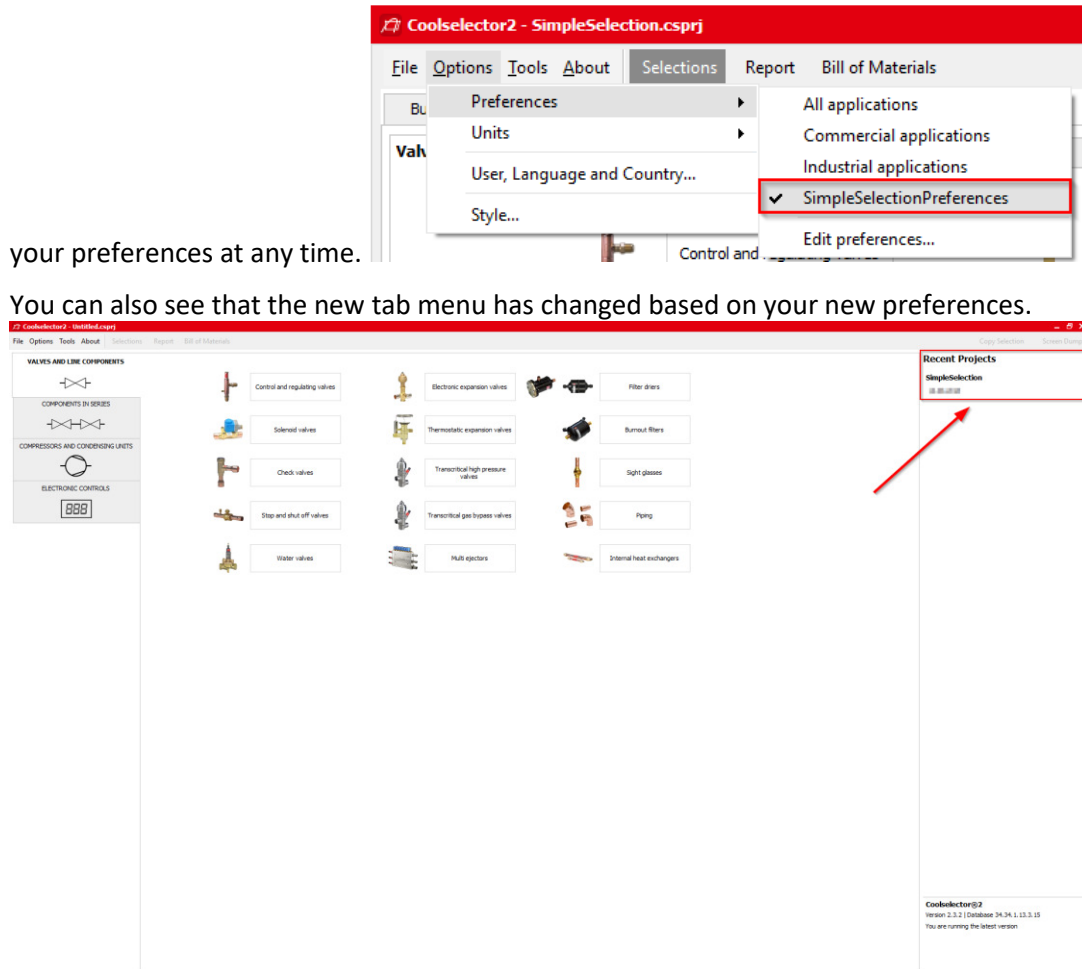 Coolselector2 - SimpleSelection.csprj
File Options Tools About Selections Report Bill of Materials
Bu
Preferences
All applications
Units
Commercial applications
Valv
Industrial applications
User, Language and Country...
SimpleSelectionPreferences
Style...
Edit preferences...
Control and regulating valves
your preferences at any time.
You can also see that the new tab menu has changed based on your new preferences.
Coolselector2 - Untitled.csprj
File Options Tools About Selections Report Bill of Materials Copy Selection Screen Dump
VALVES AND LINE COMPONENTS
COMPONENTS IN SERIES
COMPRESSORS AND CONDENSING UNITS
ELECTRONIC CONTROLS
888
Control and regulating valves
Electronic expansion valves
Filter driers
Solenoid valves
Thermostatic expansion valves
Burnout filters
Check valves
Transcritical high pressure
valves
Sight glasses
Stop and shut off valves
Transcritical gas bypass valves
Piping
Water valves
Multi ejectors
Internal heat exchangers
Recent Projects
SimpleSelection
Coolselector®2
Version 2.3.2 | Database 34.34.1.13.3.15
You are running the latest version